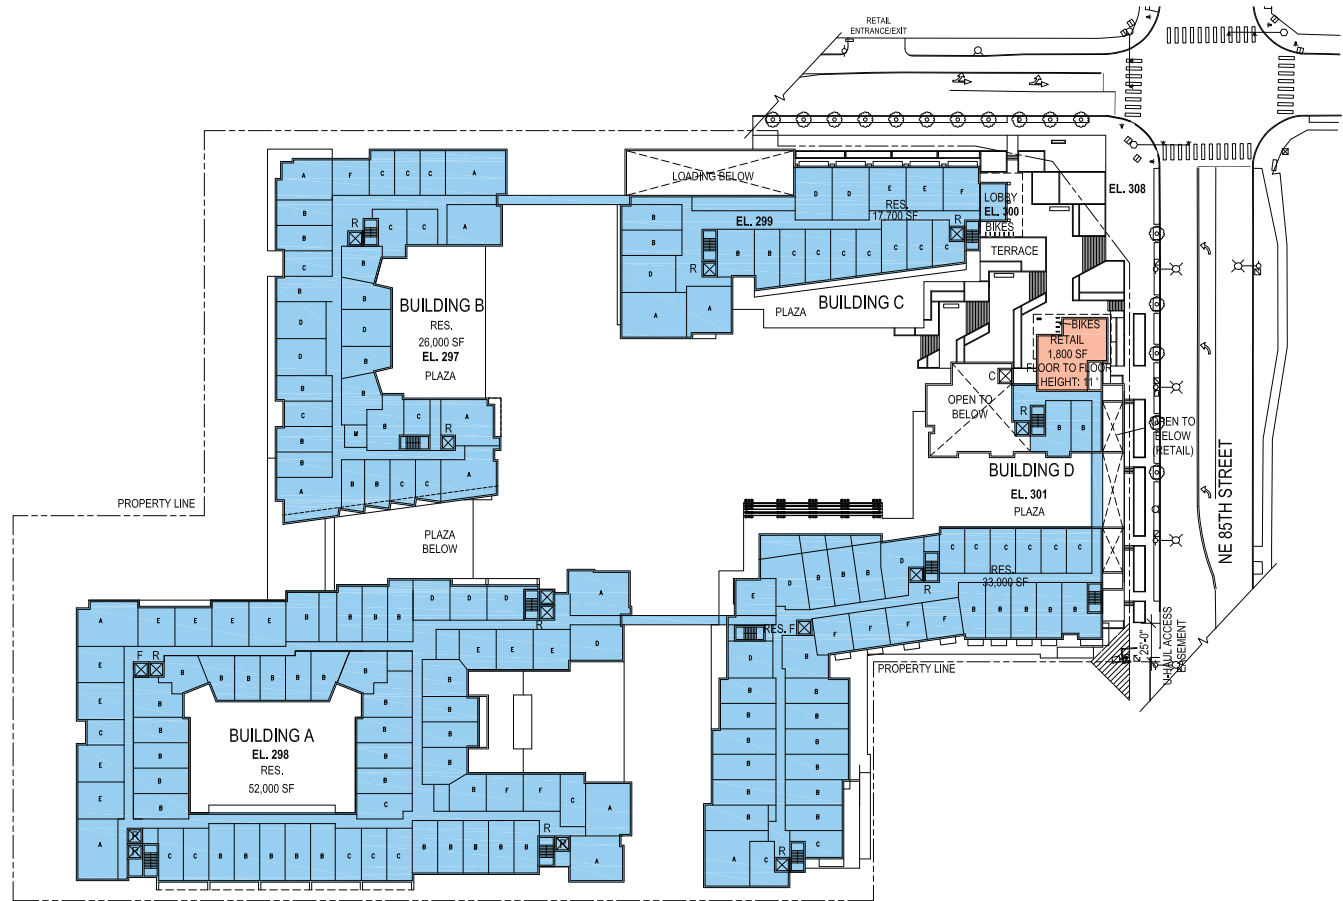 RETAIL
ENTRANCE/EXIT
LOADING BELOW
EL. 308
LOBBY
EL. 300
BIKES
TERRACE
RES.
17,700 SF
EL. 299
BUILDING C
PLAZA
BUILDING B
RES.
26,000 SF
EL. 297
PLAZA
BIKES
RETAIL
1,800 SF
FLOOR TO FLOOR
HEIGHT: 11'
OPEN TO
BELOW
OPEN TO
BELOW
(RETAIL)
BUILDING D
EL. 301
PLAZA
NE 85TH STREET
PROPERTY LINE
PLAZA
BELOW
RES.
33,000 SF
RES. F
25'-0"
U-HAUL ACCESS
EASEMENT
PROPERTY LINE
BUILDING A
EL. 298
RES.
52,000 SF